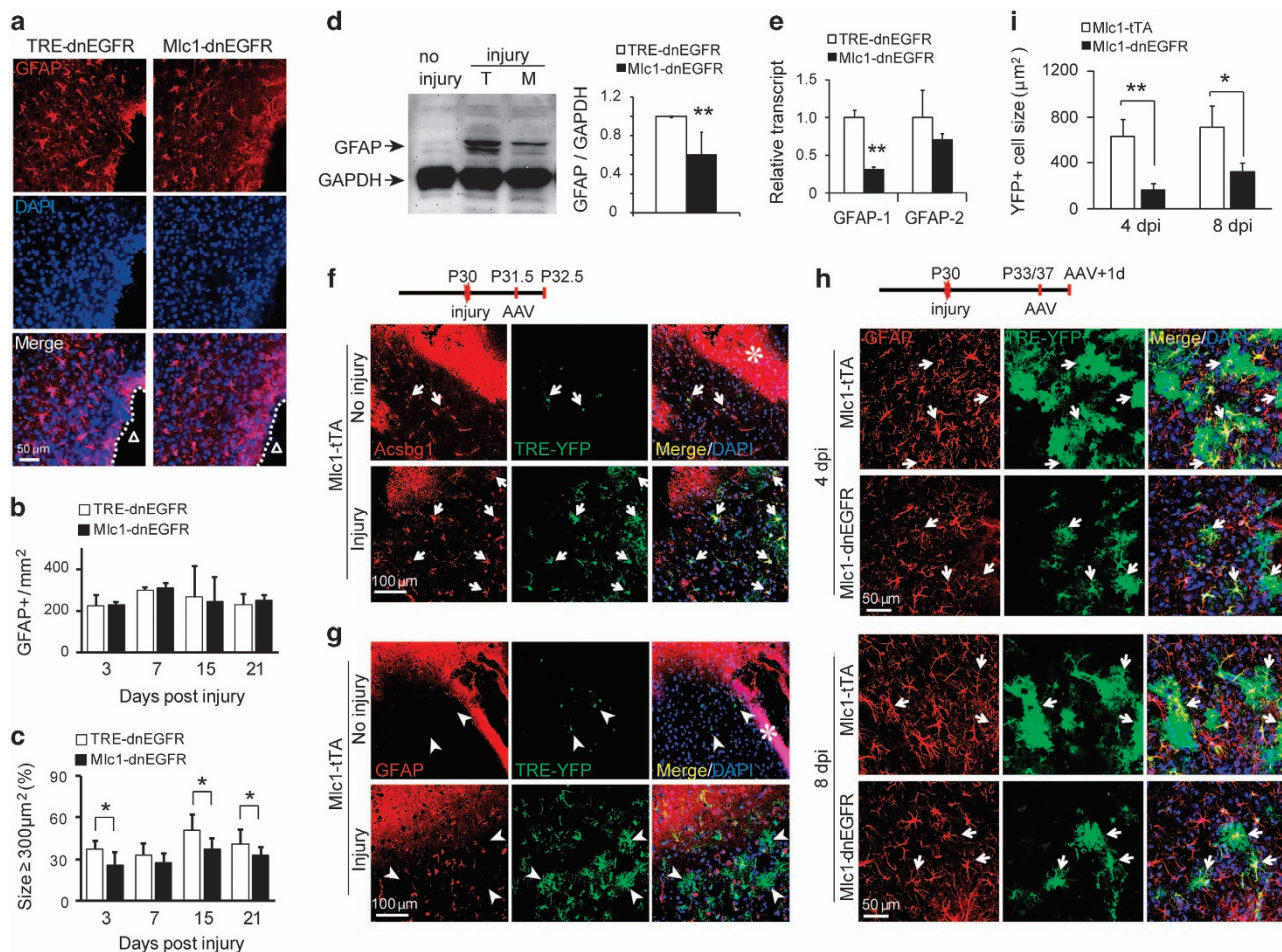 a
TRE-dnEGFR Mlc1-dnEGFR
GFAP
DAPI
Merge
50 µm
b
TRE-dnEGFR
Mlc1-dnEGFR
GFAP+ / mm²
400
200
0
3 7 15 21
Days post injury
c
TRE-dnEGFR
Mlc1-dnEGFR
Size ≥ 300µm² (%)
90
60
30
0
* * *
3 7 15 21
Days post injury
d
no injury
injury
T M
GFAP
GAPDH
TRE-dnEGFR
Mlc1-dnEGFR
GFAP / GAPDH
1.2
0.8
0.4
0
**
e
TRE-dnEGFR
Mlc1-dnEGFR
Relative transcript
1.5
1.0
0.5
0.0
**
GFAP-1 GFAP-2
i
Mlc1-tTA
Mlc1-dnEGFR
YFP+ cell size (µm²)
1200
800
400
0
** *
4 dpi 8 dpi
f
P30 P31.5 P32.5
injury AAV
Mlc1-tTA
No injury
Injury
Acsbg1 TRE-YFP Merge/DAPI
*
100 µm
g
Mlc1-tTA
No injury
Injury
GFAP TRE-YFP Merge/DAPI
*
100 µm
h
P30 P33/37 AAV+1d
injury AAV
GFAP TRE-YFP Merge/DAPI
4 dpi
Mlc1-tTA
Mlc1-dnEGFR
50 µm
8 dpi
Mlc1-tTA
Mlc1-dnEGFR
50 µm